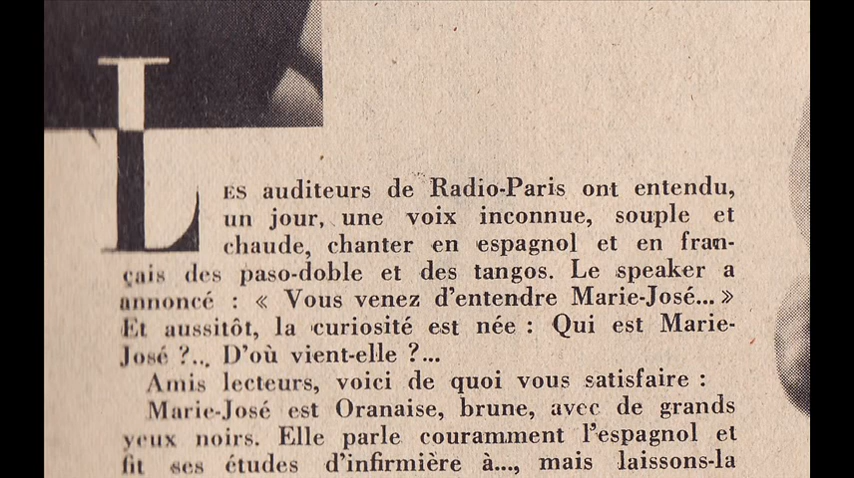 LES auditeurs de Radio-Paris ont entendu,
un jour, une voix inconnue, souple et
chaude, chanter en espagnol et en fran-
çais des paso-doble et des tangos. Le speaker a
annoncé : « Vous venez d'entendre Marie-José... »
Et aussitôt, la curiosité est née : Qui est Marie-
José ?... D'où vient-elle ?...
Amis lecteurs, voici de quoi vous satisfaire :
Marie-José est Oranaise, brune, avec de grands
yeux noirs. Elle parle couramment l'espagnol et
fit ses études d'infirmière à..., mais laissons-la